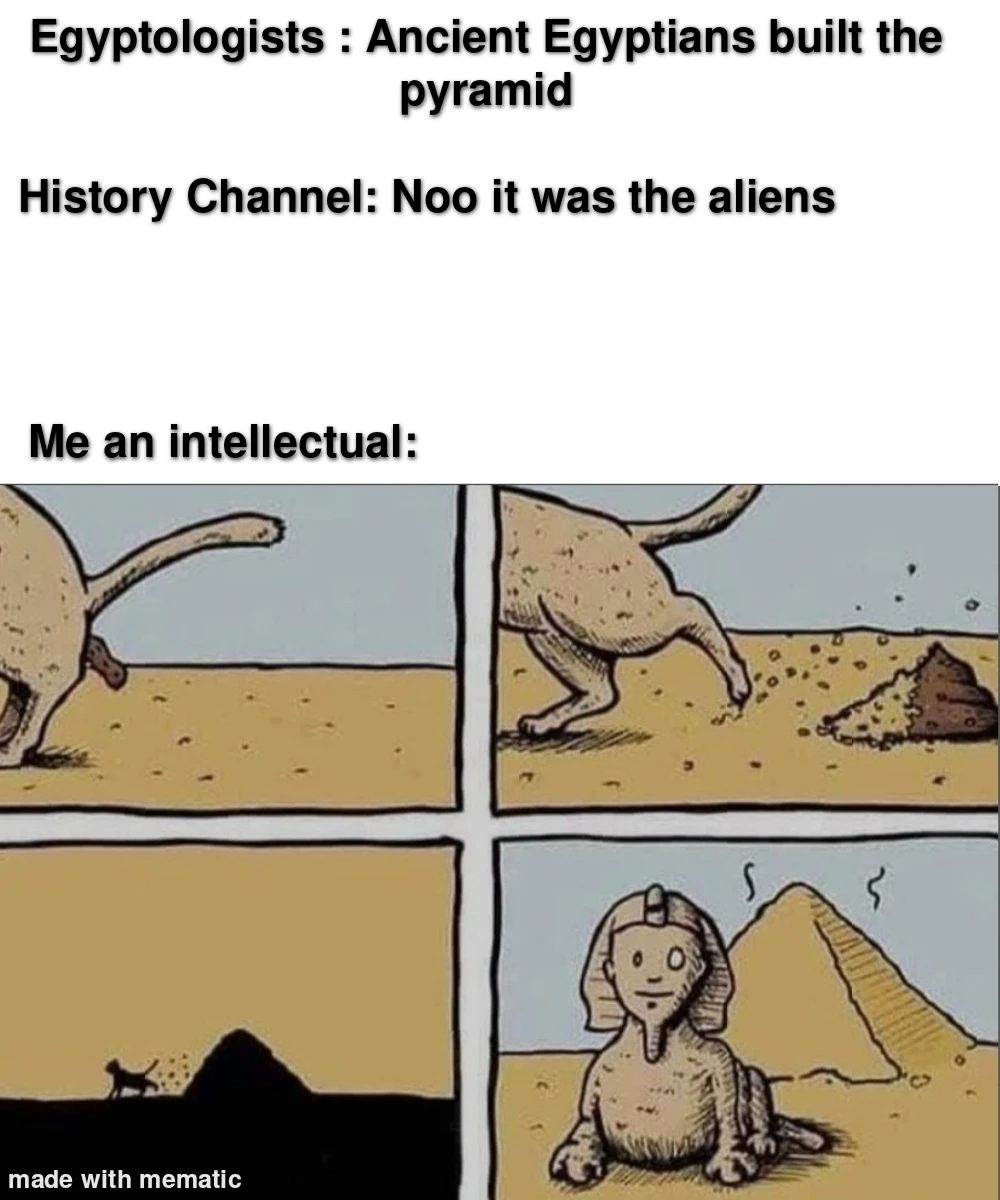 Egyptologists : Ancient Egyptians built the
pyramid
History Channel: Noo it was the aliens
Me an intellectual:
made with mematic